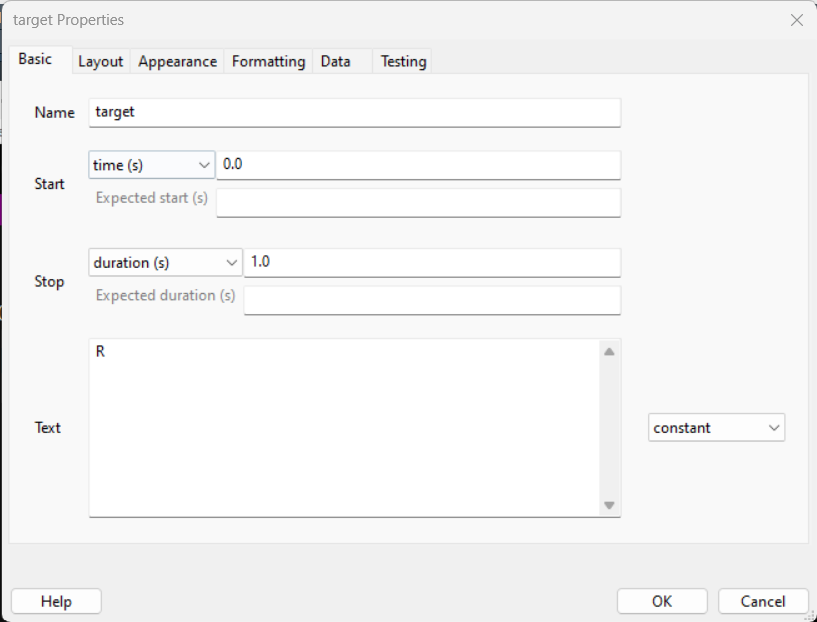 target Properties
Basic Layout Appearance Formatting Data Testing
Name target
Start time (s) 0.0
Expected start (s)
Stop duration (s) 1.0
Expected duration (s)
Text R constant
Help OK Cancel